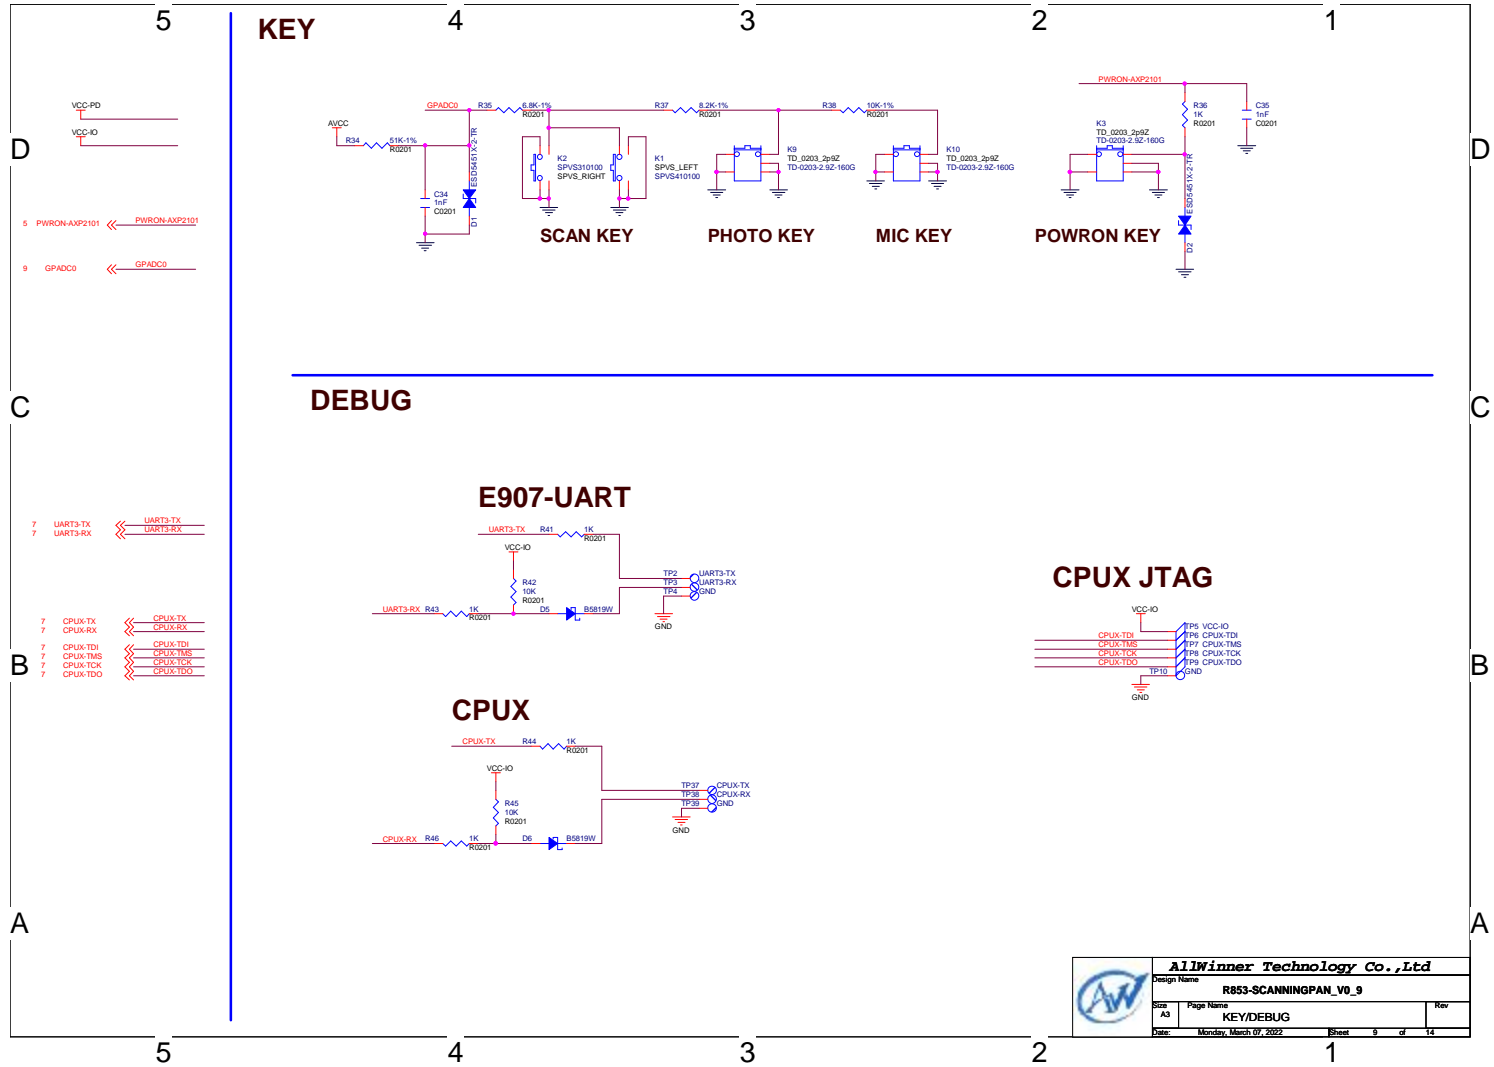 5 4 3 2 1
KEY
D
VCC-PD
VCC-IO
5 PWRON-AXP2101 PWRON-AXP2101
9 GPADC0 GPADC0
AVCC
R34 51K-1%
R0201
GPADC0 R35 6.8K-1%
R0201
C34
1nF
C0201
ESD5451X-2-TR
D1
K2
SPVS310100
SPVS_RIGHT
K1
SPVS_LEFT
SPVS410100
SCAN KEY
R37 8.2K-1%
R0201
K9
TD_0203_2p9Z
TD-0203-2.9Z-160G
PHOTO KEY
R38 10K-1%
R0201
K10
TD_0203_2p9Z
TD-0203-2.9Z-160G
MIC KEY
PWRON-AXP2101
K3
TD_0203_2p9Z
TD-0203-2.9Z-160G
R36
1K
R0201
C35
1nF
C0201
ESD5451X-2-TR
D2
POWRON KEY
D
C
DEBUG
C
7 UART3-TX UART3-TX
7 UART3-RX UART3-RX
7 CPUX-TX CPUX-TX
7 CPUX-RX CPUX-RX
7 CPUX-TDI CPUX-TDI
7 CPUX-TMS CPUX-TMS
7 CPUX-TCK CPUX-TCK
7 CPUX-TDO CPUX-TDO
E907-UART
UART3-TX R41 1K
R0201
VCC-IO
R42
10K
R0201
UART3-RX R43 1K
R0201
D5 B5819W
TP2 UART3-TX
TP3 UART3-RX
TP4 GND
GND
CPUX JTAG
VCC-IO
TP5 VCC-IO
CPUX-TDI TP6 CPUX-TDI
CPUX-TMS TP7 CPUX-TMS
CPUX-TCK TP8 CPUX-TCK
CPUX-TDO TP9 CPUX-TDO
TP10 GND
GND
B
B
CPUX
CPUX-TX R44 1K
R0201
VCC-IO
R45
10K
R0201
CPUX-RX R46 1K
R0201
D6 B5819W
TP37 CPUX-TX
TP38 CPUX-RX
TP39 GND
GND
A
A
AW
AllWinner Technology Co.,Ltd
Design Name
R853-SCANNINGPAN_V0_9
Size Page Name Rev
A3 KEY/DEBUG
Date: Monday, March 07, 2022 Sheet 9 of 14
5 4 3 2 1